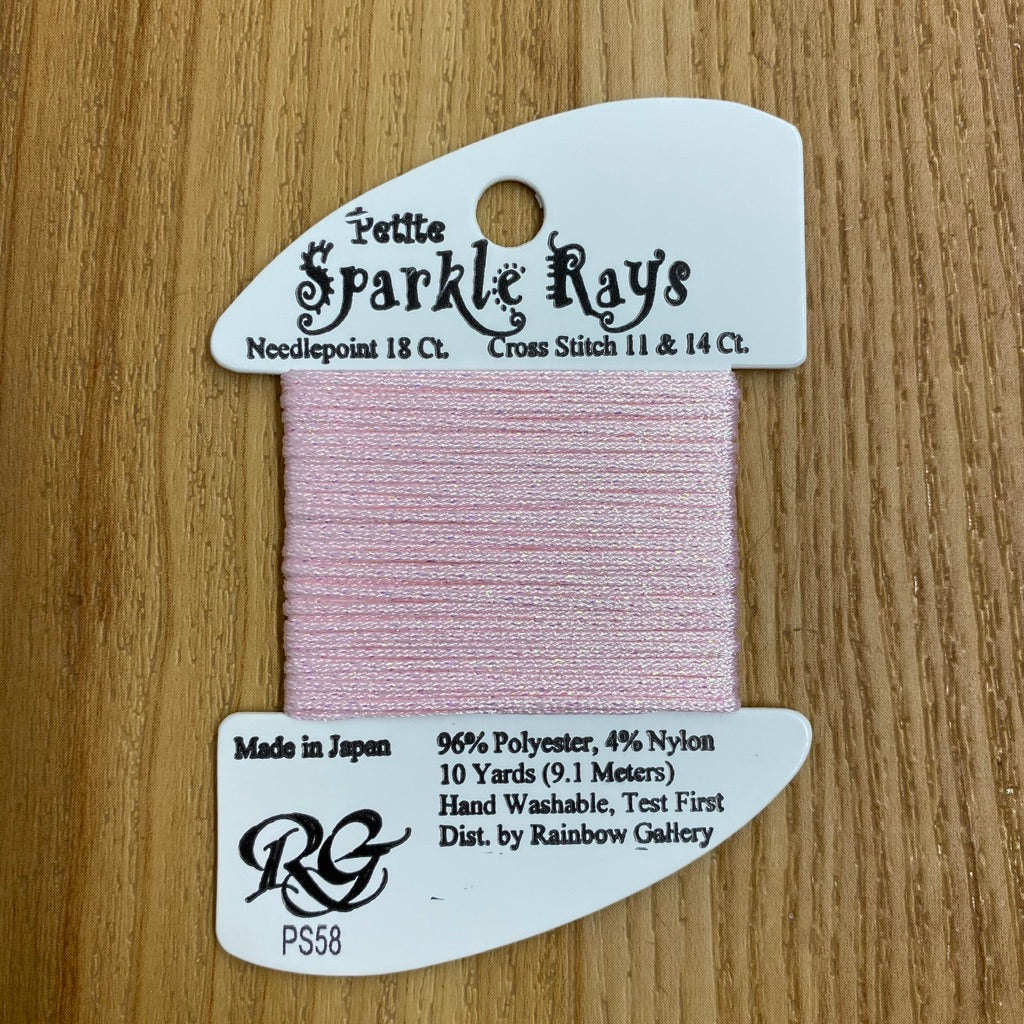 Petite
Sparkle Rays
Needlepoint 18 Ct. Cross Stitch 11 & 14 Ct.
Made in Japan
96% Polyester, 4% Nylon
10 Yards (9.1 Meters)
Hand Washable, Test First
Dist. by Rainbow Gallery
RG
PS58